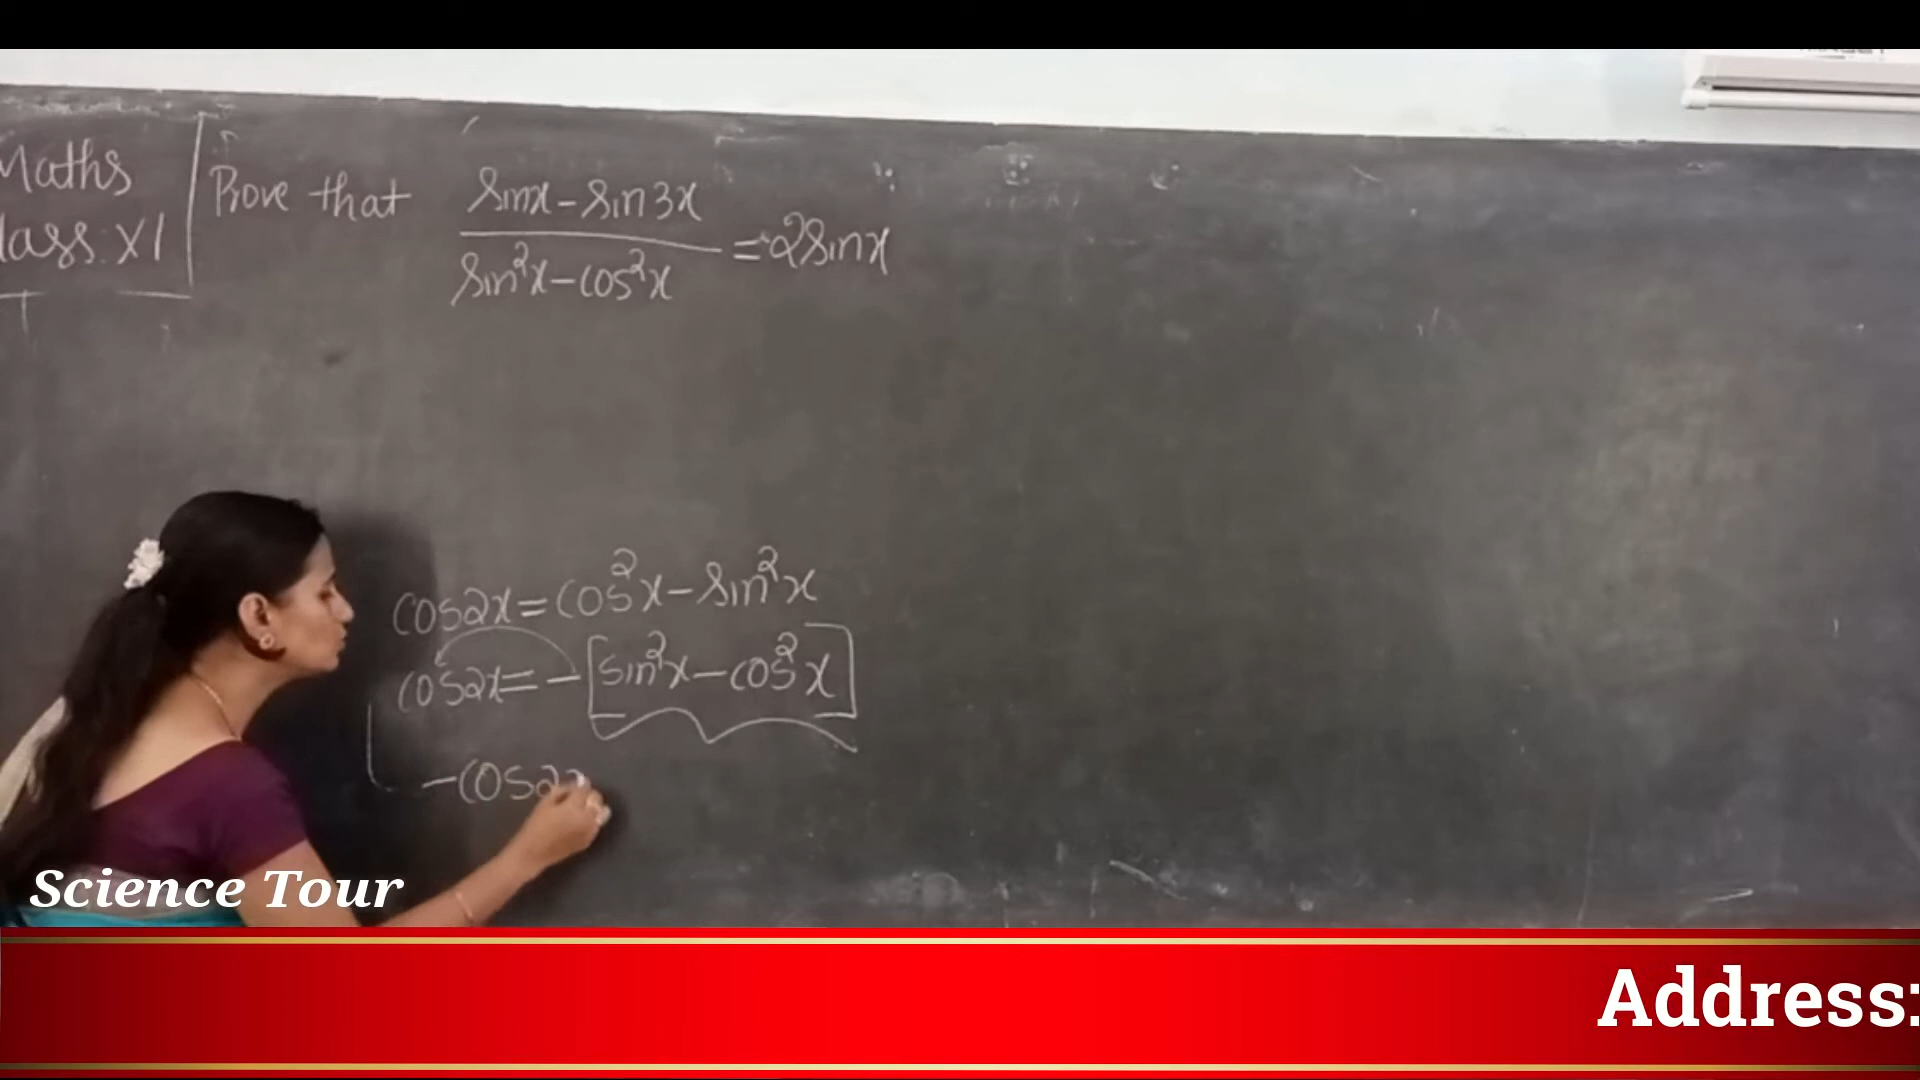 Maths
Class: XI
Prove that sinx-sin3x
sin²x-cos²x
=2sinx
cos2x=cos²x-sin²x
cos2x=-[sin²x-cos²x]
-cos2x
Science Tour
Address: